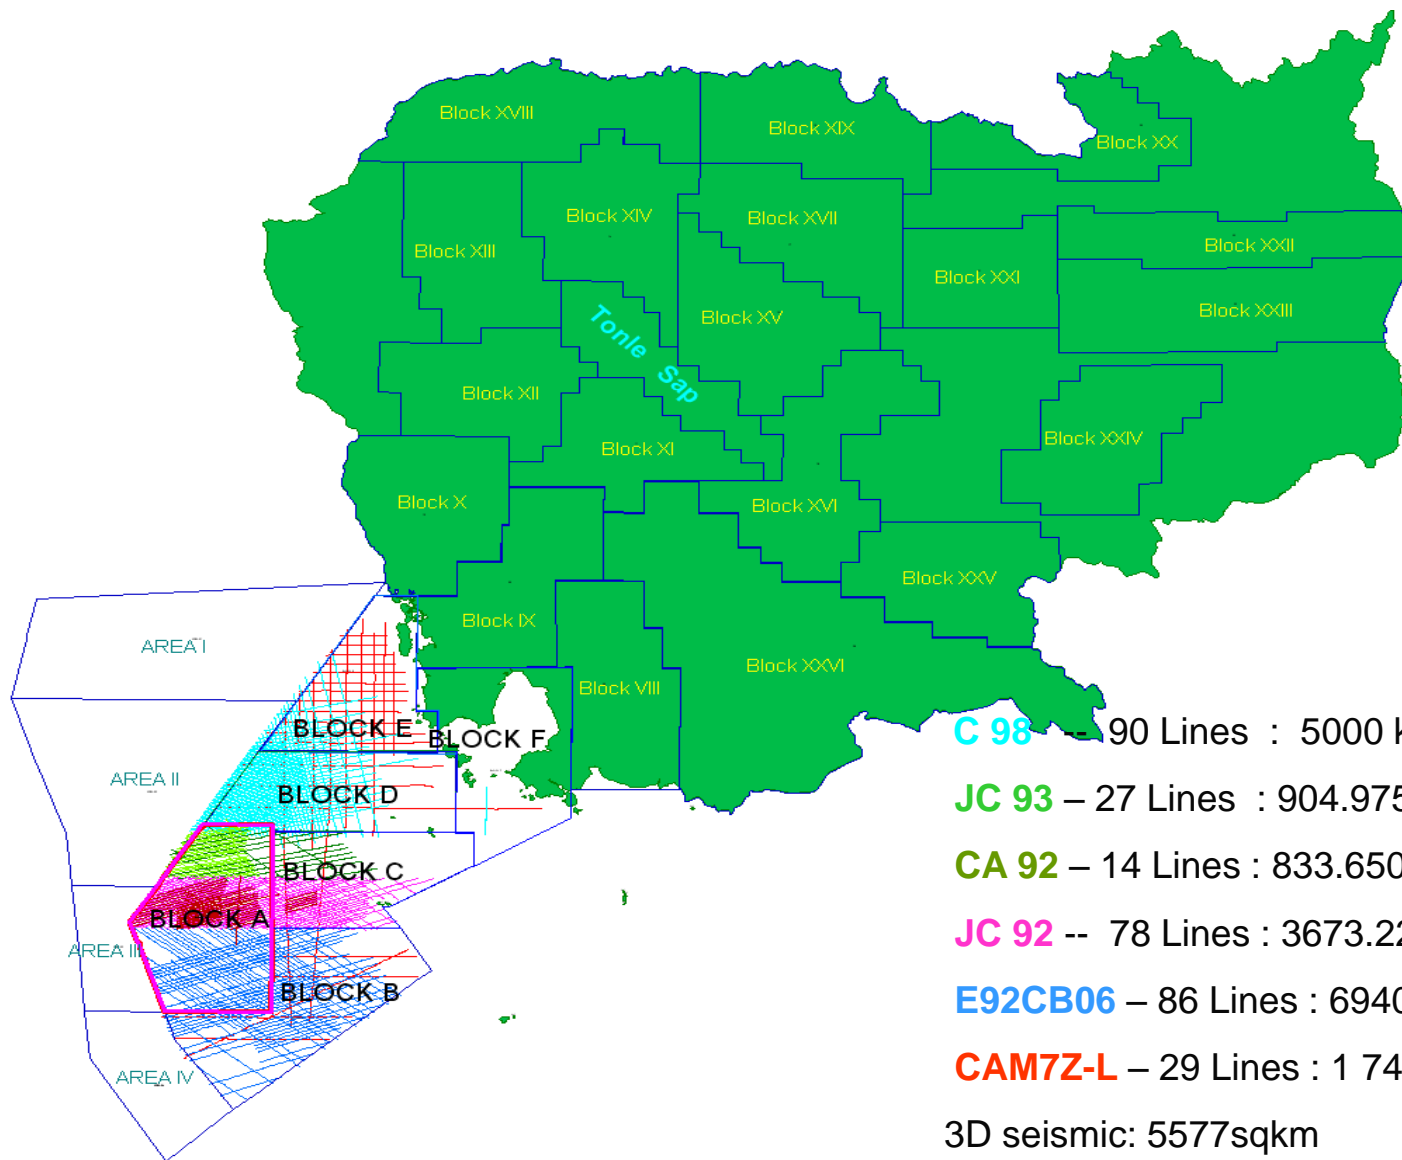 Block XVIII
Block XIX
Block XX
Block XIV
Block XVII
Block XIII
Block XXII
Block XXI
Block XV
Block XXIII
Tonle Sap
Block XII
Block XI
Block XXIV
Block X
Block XVI
Block XXV
Block IX
AREA I
Block XXVI
Block VIII
BLOCK E
BLOCK F
C 98 -- 90 Lines : 5000 k
AREA II
BLOCK D
JC 93 – 27 Lines : 904.975
BLOCK C
CA 92 – 14 Lines : 833.650
BLOCK A
JC 92 -- 78 Lines : 3673.22
AREA III
BLOCK B
E92CB06 – 86 Lines : 6940
AREA IV
CAM7Z-L – 29 Lines : 1 74
3D seismic: 5577sqkm